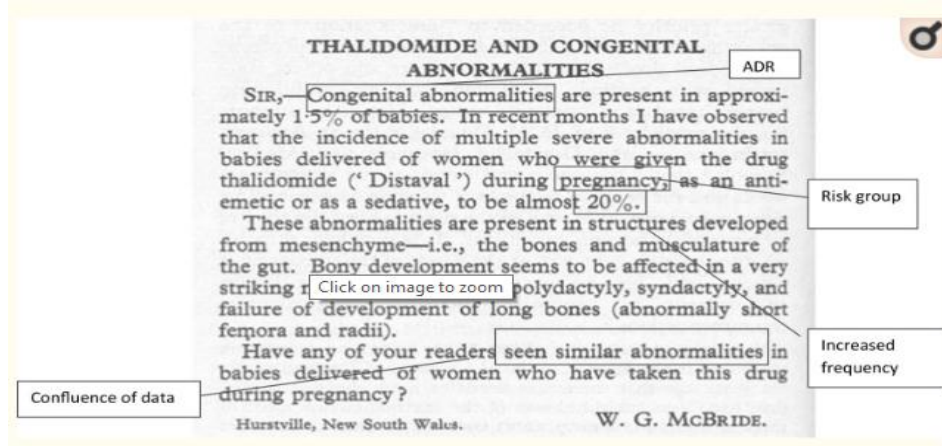 THALIDOMIDE AND CONGENITAL
ABNORMALITIES
ADR
SIR,—Congenital abnormalities are present in approxi-
mately 1·5% of babies. In recent months I have observed
that the incidence of multiple severe abnormalities in
babies delivered of women who were given the drug
thalidomide (‘ Distaval ’) during pregnancy, as an anti-
emetic or as a sedative, to be almost 20%.
Risk group
These abnormalities are present in structures developed
from mesenchyme—i.e., the bones and musculature of
the gut. Bony development seems to be affected in a very
striking Click on image to zoom polydactyly, syndactyly, and
failure of development of long bones (abnormally short
femora and radii).
Increased
frequency
Have any of your readers seen similar abnormalities in
babies delivered of women who have taken this drug
during pregnancy ?
Confluence of data
Hurstville, New South Wales.
W. G. MCBRIDE.